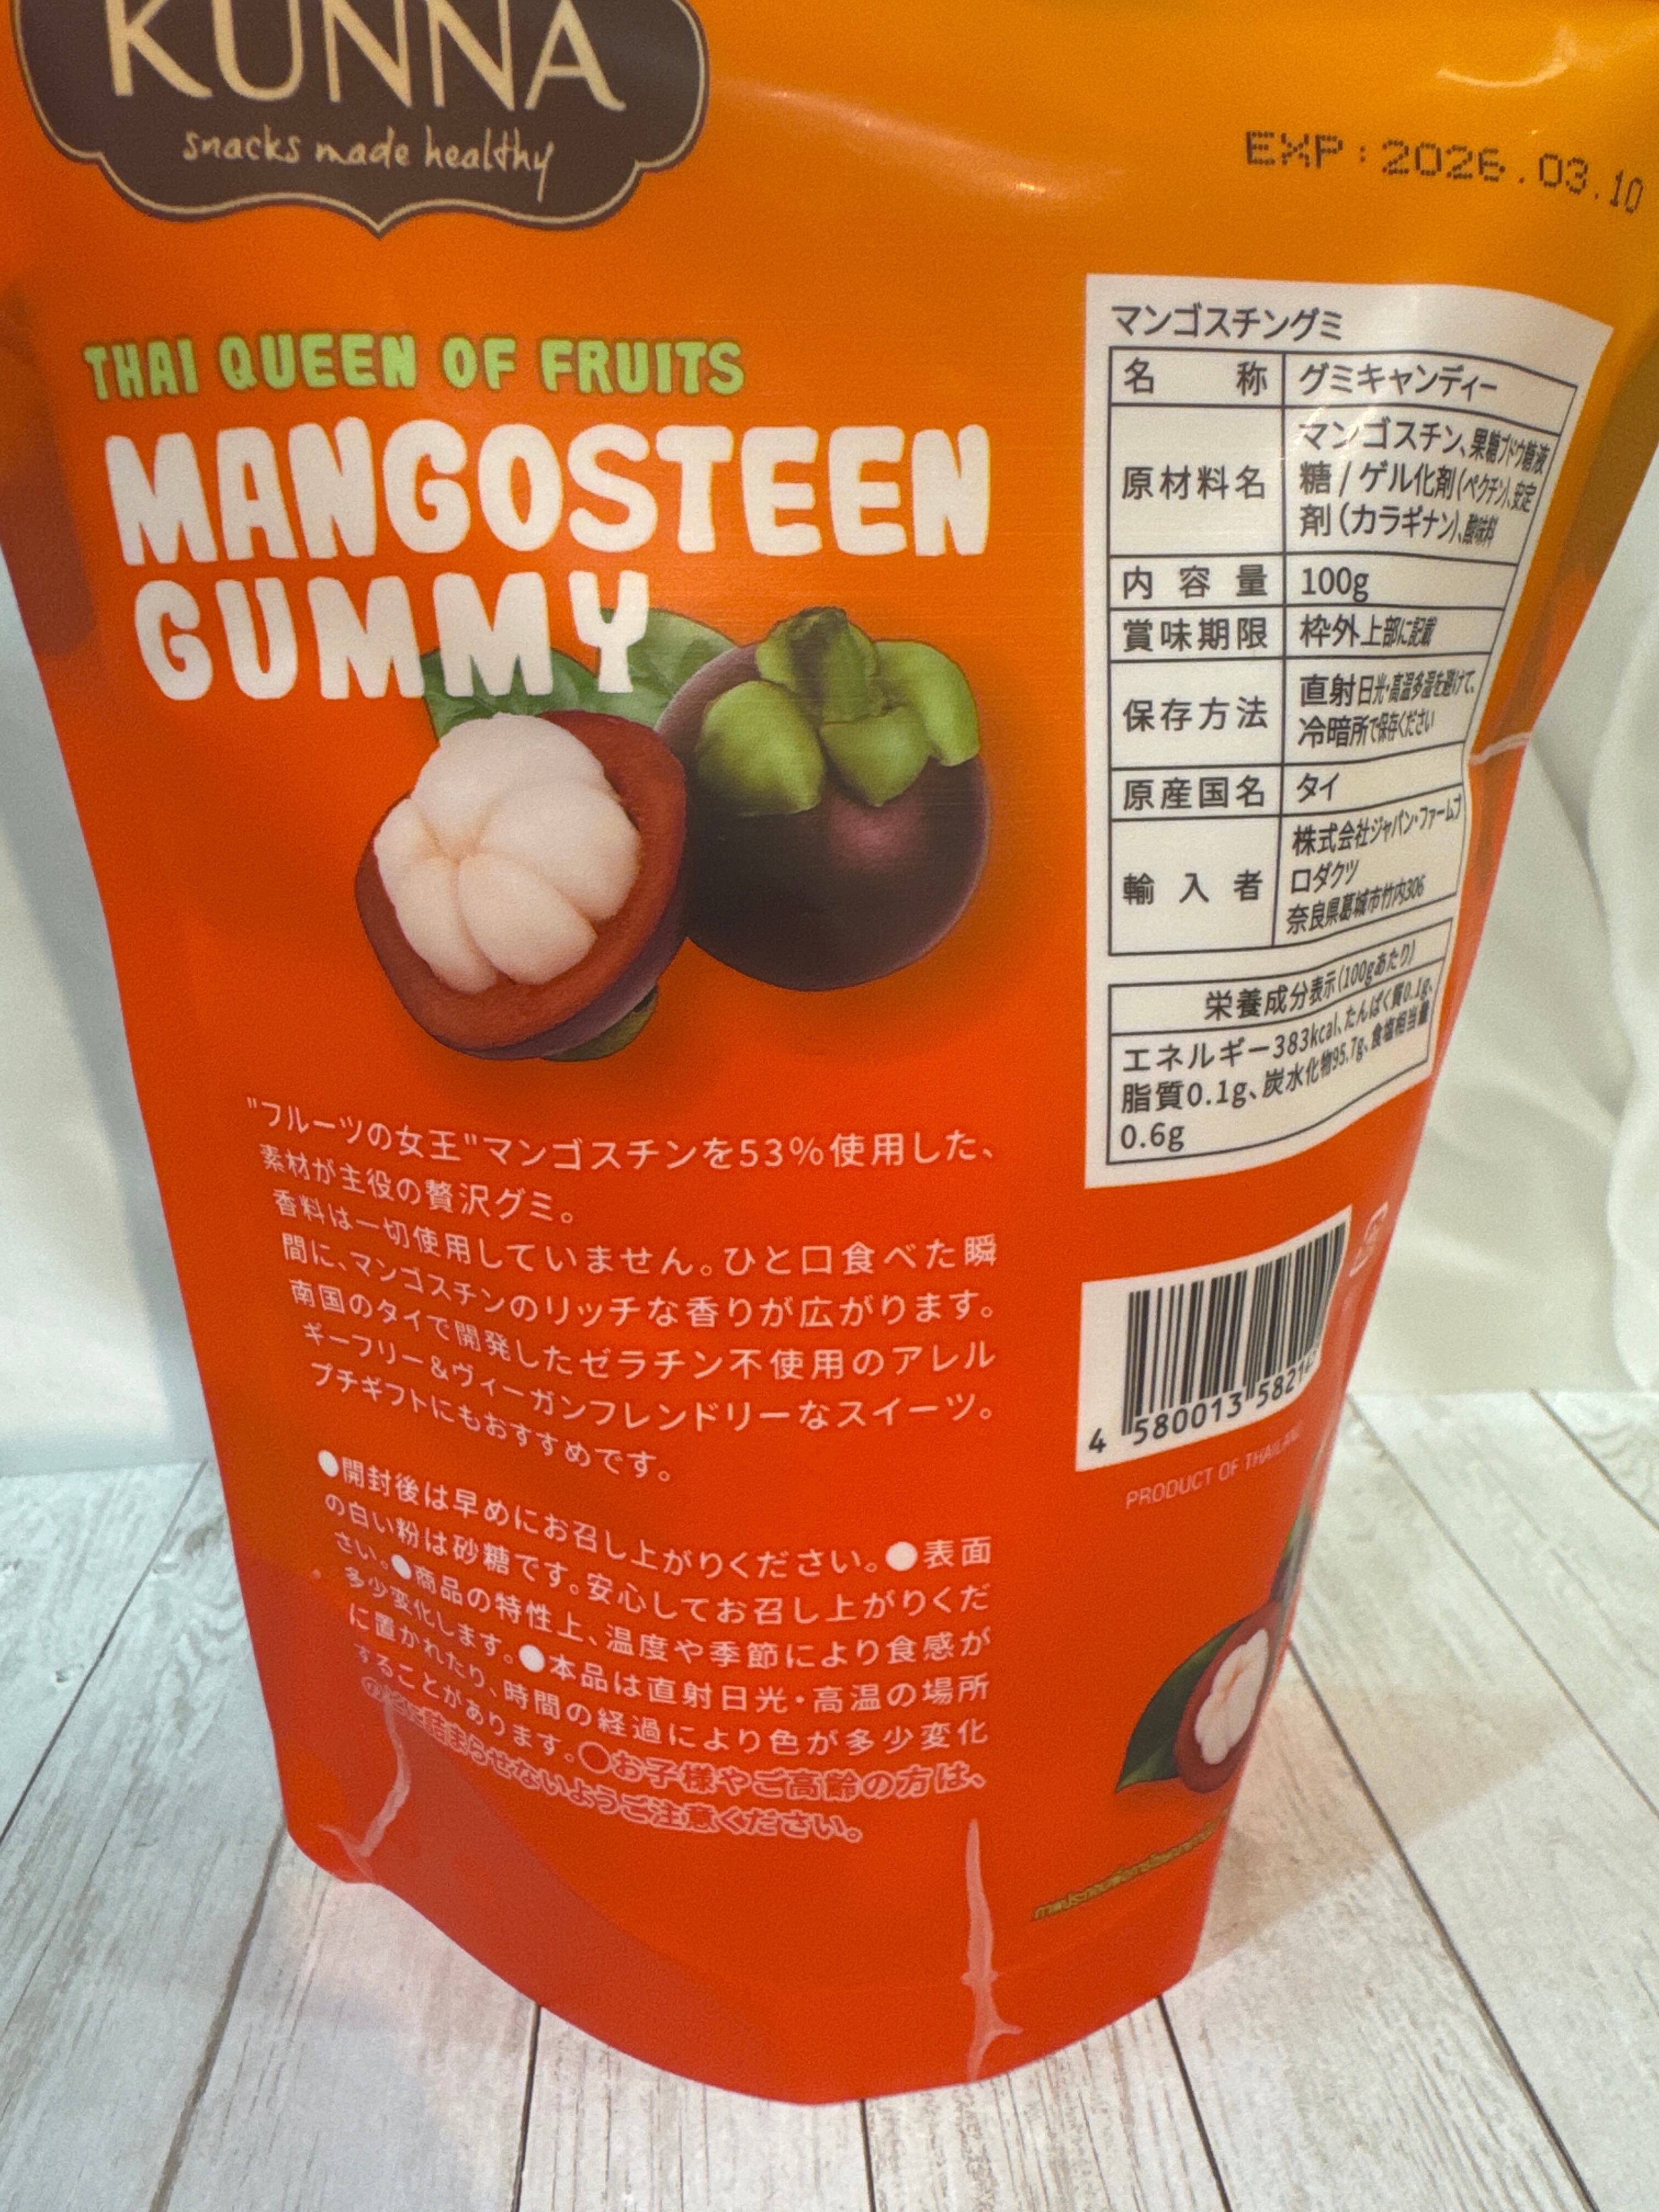 KUNNA
snacks made healthy
EXP:2026.03.10
THAI QUEEN OF FRUITS
MANGOSTEEN
GUMMY
マンゴスチングミ
名称 グミキャンディー
原材料名 マンゴスチン、果糖ブドウ糖液
糖/ゲル化剤(ペクチン)、安定
剤(カラギナン)、酸味料
内容量 100g
賞味期限 枠外上部に記載
保存方法 直射日光・高温多湿を避けて、
冷暗所で保存ください
原産国名 タイ
輸入者 株式会社ジャパン・ファームプ
ロダクツ
奈良県葛城市竹内306
栄養成分表示(100gあたり)
エネルギー383kcal、たんぱく質0.1g、
脂質0.1g、炭水化物95.7g、食塩相当量
0.6g
"フルーツの女王"マンゴスチンを53%使用した、
素材が主役の贅沢グミ。
香料は一切使用していません。ひと口食べた瞬
間に、マンゴスチンのリッチな香りが広がります。
南国のタイで開発したゼラチン不使用のアレル
ギーフリー&ヴィーガンフレンドリーなスイーツ。
プチギフトにもおすすめです。
●開封後は早めにお召し上がりください。●表面
の白い粉は砂糖です。安心してお召し上がりくだ
さい。●商品の特性上、温度や季節により食感が
多少変化します。●本品は直射日光・高温の場所
に置かれたり、時間の経過により色が多少変化
することがあります。○お子様やご高齢の方は、
のどに詰まらせないようご注意ください。
4 580013 582
PRODUCT OF THAILAND